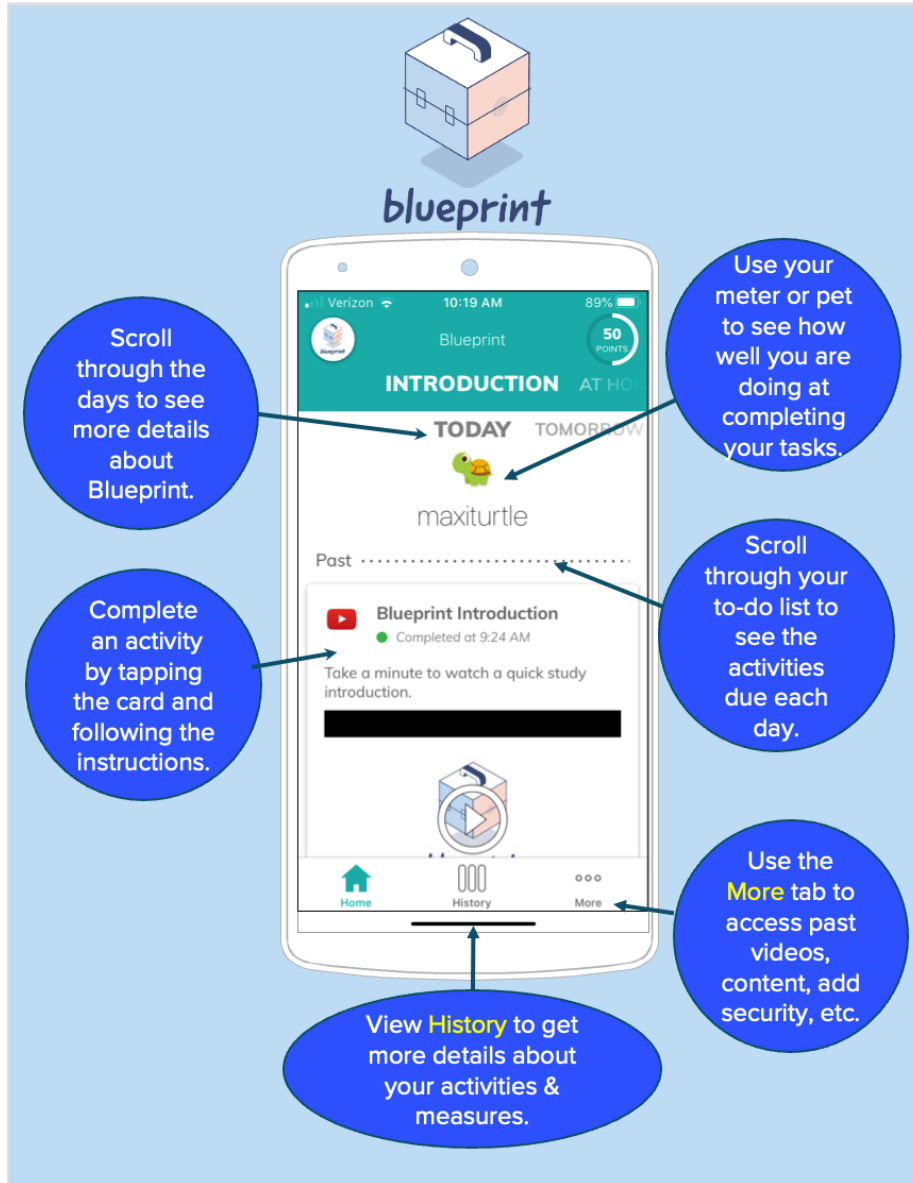 blueprint
Verizon 10:19 AM 89%
Blueprint
50
POINTS
INTRODUCTION AT HO
TODAY TOMORROW
maxiturtle
Past
Blueprint Introduction
Completed at 9:24 AM
Take a minute to watch a quick study
introduction.
Home History More
Scroll
through the
days to see
more details
about
Blueprint.
Use your
meter or pet
to see how
well you are
doing at
completing
your tasks.
Complete
an activity
by tapping
the card and
following the
instructions.
Scroll
through your
to-do list to
see the
activities
due each
day.
Use the
More tab to
access past
videos,
content, add
security, etc.
View History to get
more details about
your activities &
measures.